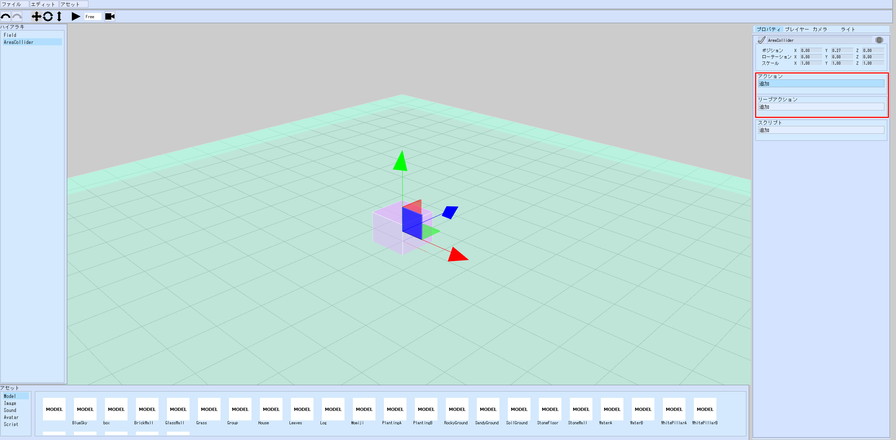 ファイル エディット アセット
Free
ハイアラキ
Field
AreaCollider
プロパティ プレイヤー カメラ ライト
AreaCollider
ポジション X 0.00 Y 0.27 Z 0.00
ローテーション X 0.00 Y 0.00 Z 0.00
スケール X 1.00 Y 1.00 Z 1.00
アクション
追加
リーブアクション
追加
スクリプト
追加
アセット
Model
Image
Sound
Avatar
Script
MODEL MODEL MODEL MODEL MODEL MODEL MODEL MODEL MODEL MODEL MODEL MODEL MODEL MODEL MODEL MODEL MODEL MODEL MODEL MODEL MODEL MODEL
BlueSky box BrickWall GlassWall Grass Group House Leaves Log Momiji PlantingA PlantingB RocksGround SandyGround SoilGround StoneFloor StoneWall WaterA WaterB WhiteFillerA WhiteFillerB